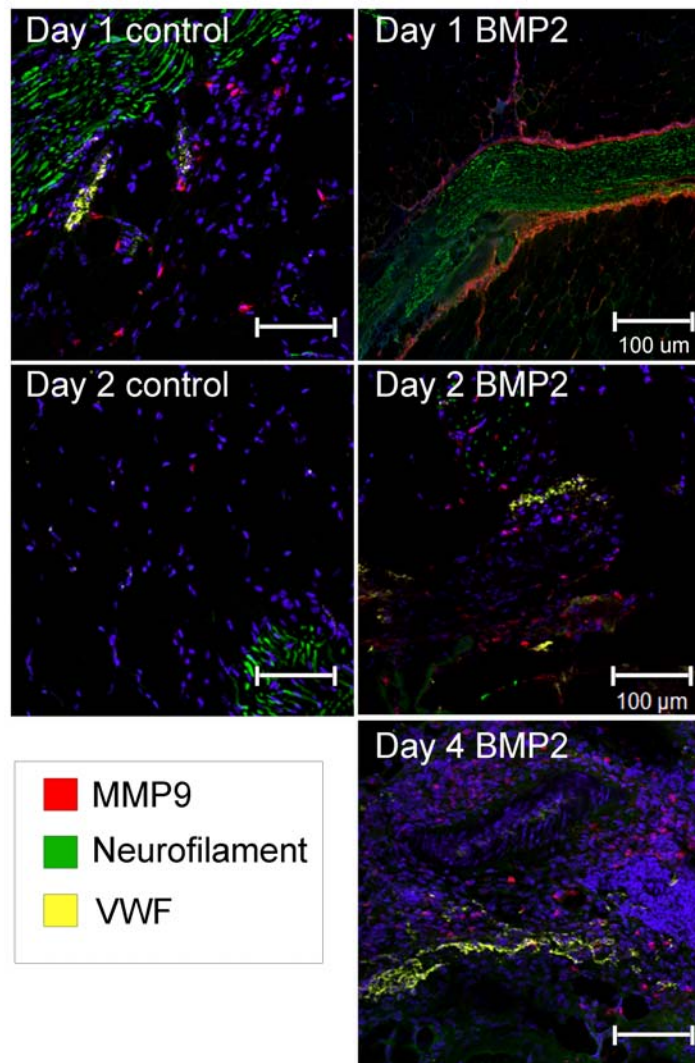 Day 1 control
Day 1 BMP2
100 um
Day 2 control
Day 2 BMP2
100 µm
Day 4 BMP2
MMP9
Neurofilament
VWF